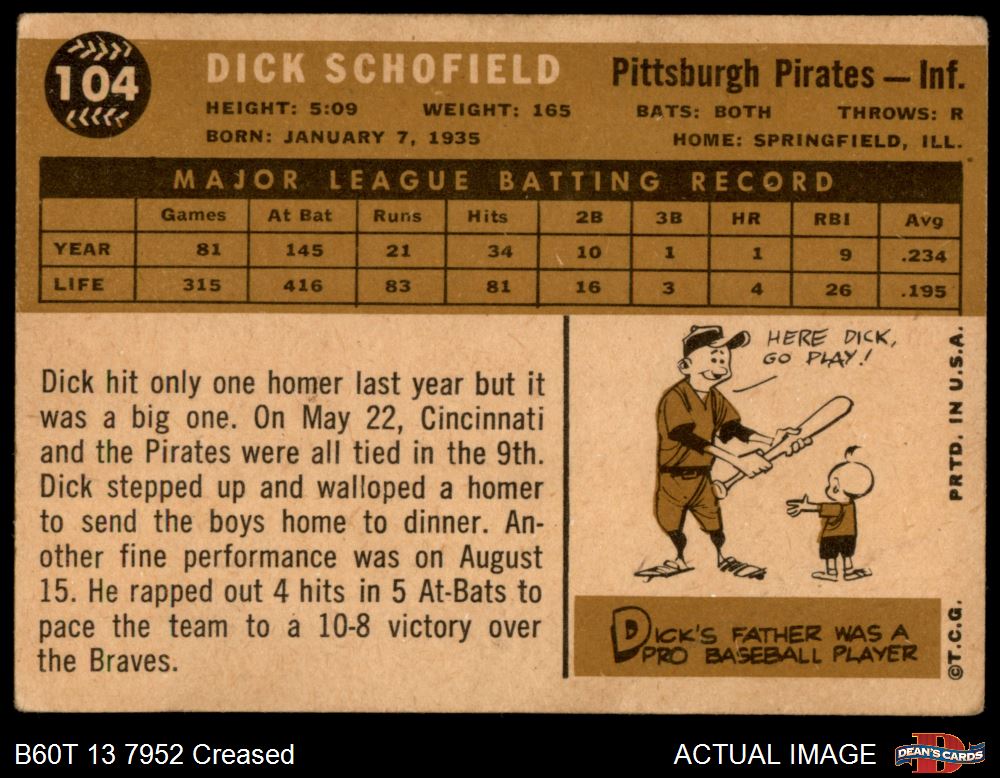 104
DICK SCHOFIELD
Pittsburgh Pirates — Inf.
HEIGHT: 5:09 WEIGHT: 165 BATS: BOTH THROWS: R
BORN: JANUARY 7, 1935 HOME: SPRINGFIELD, ILL.
MAJOR LEAGUE BATTING RECORD
Games At Bat Runs Hits 2B 3B HR RBI Avg
YEAR 81 145 21 34 10 1 1 9 .234
LIFE 315 416 83 81 16 3 4 26 .195
Dick hit only one homer last year but it
was a big one. On May 22, Cincinnati
and the Pirates were all tied in the 9th.
Dick stepped up and walloped a homer
to send the boys home to dinner. An-
other fine performance was on August
15. He rapped out 4 hits in 5 At-Bats to
pace the team to a 10-8 victory over
the Braves.
HERE DICK,
GO PLAY!
DICK'S FATHER WAS A
PRO BASEBALL PLAYER
©T.C.G. PRTD. IN U.S.A.
B60T 13 7952 Creased
ACTUAL IMAGE
DEAN'S CARDS